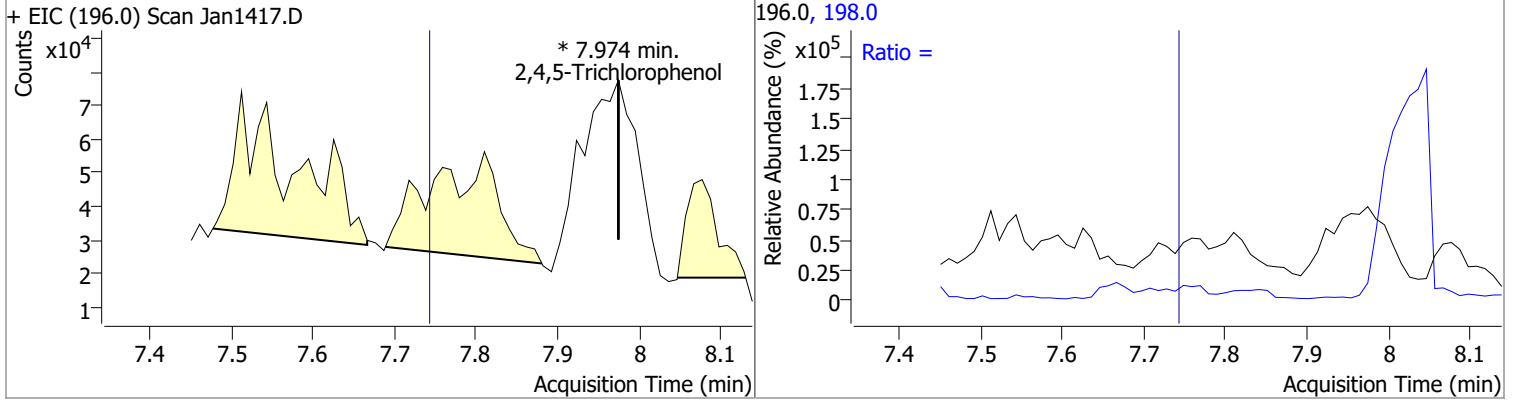 + EIC (196.0) Scan Jan1417.D
Counts
x10⁴
* 7.974 min.
2,4,5-Trichlorophenol
7
6
5
4
3
2
1
7.4 7.5 7.6 7.7 7.8 7.9 8 8.1
Acquisition Time (min)
196.0, 198.0
Relative Abundance (%)
x10⁵
Ratio =
1.75
1.5
1.25
1
0.75
0.5
0.25
0
7.4 7.5 7.6 7.7 7.8 7.9 8 8.1
Acquisition Time (min)